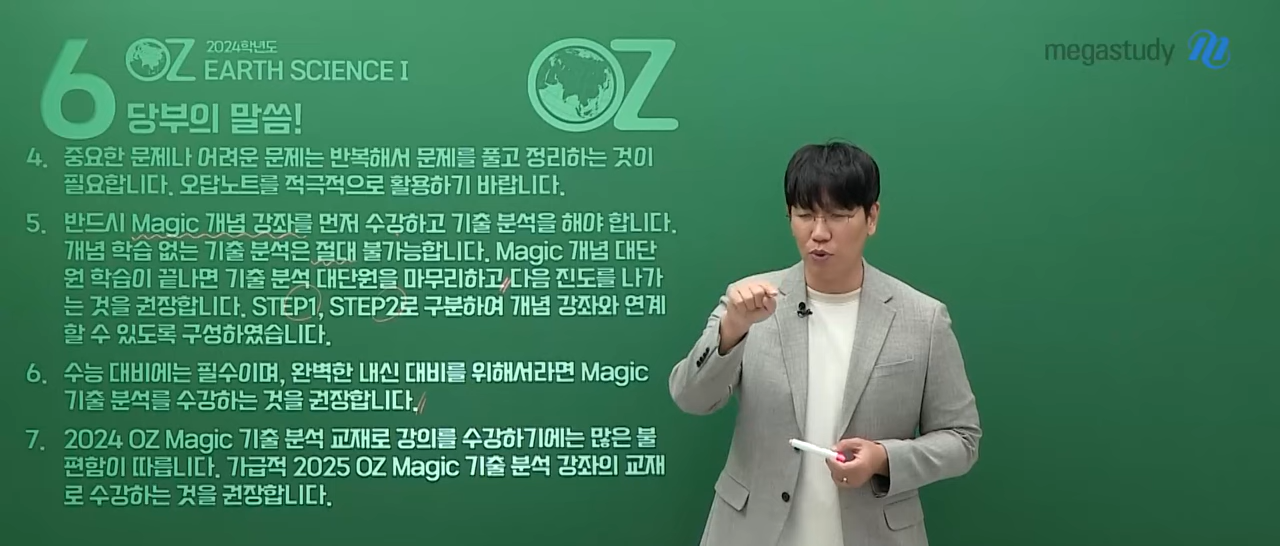 6
OZ 2024학년도
EARTH SCIENCE I
당부의 말씀!
OZ
megastudy
4. 중요한 문제나 어려운 문제는 반복해서 문제를 풀고 정리하는 것이
필요합니다. 오답노트를 적극적으로 활용하기 바랍니다.
5. 반드시 Magic 개념 강좌를 먼저 수강하고 기출 분석을 해야 합니다.
개념 학습 없는 기출 분석은 절대 불가능합니다. Magic 개념 대단
원 학습이 끝나면 기출 분석 대단원을 마무리하고 다음 진도를 나가
는 것을 권장합니다. STEP1, STEP2로 구분하여 개념 강좌와 연계
할 수 있도록 구성하였습니다.
6. 수능 대비에는 필수이며, 완벽한 내신 대비를 위해서라면 Magic
기출 분석를 수강하는 것을 권장합니다.
7. 2024 OZ Magic 기출 분석 교재로 강의를 수강하기에는 많은 불
편함이 따릅니다. 가급적 2025 OZ Magic 기출 분석 강좌의 교재
로 수강하는 것을 권장합니다.